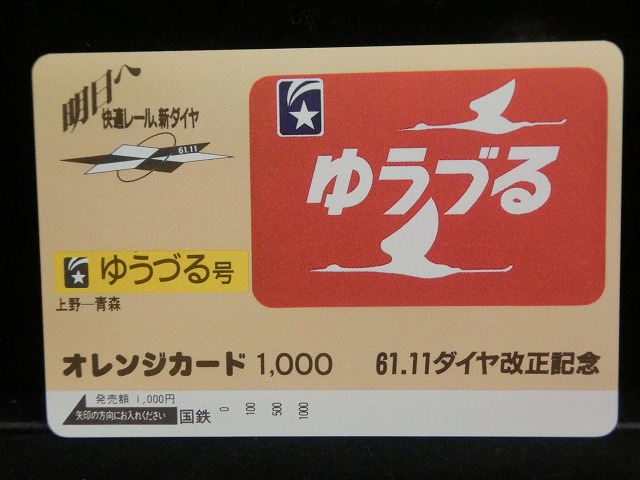 明日へ
快適レール、新ダイヤ
61.11
ゆうづる
ゆうづる号
上野—青森
オレンジカード 1,000 61.11ダイヤ改正記念
発売額 1,000円
矢印の方向にお入れください 国鉄 0 100 500 1000